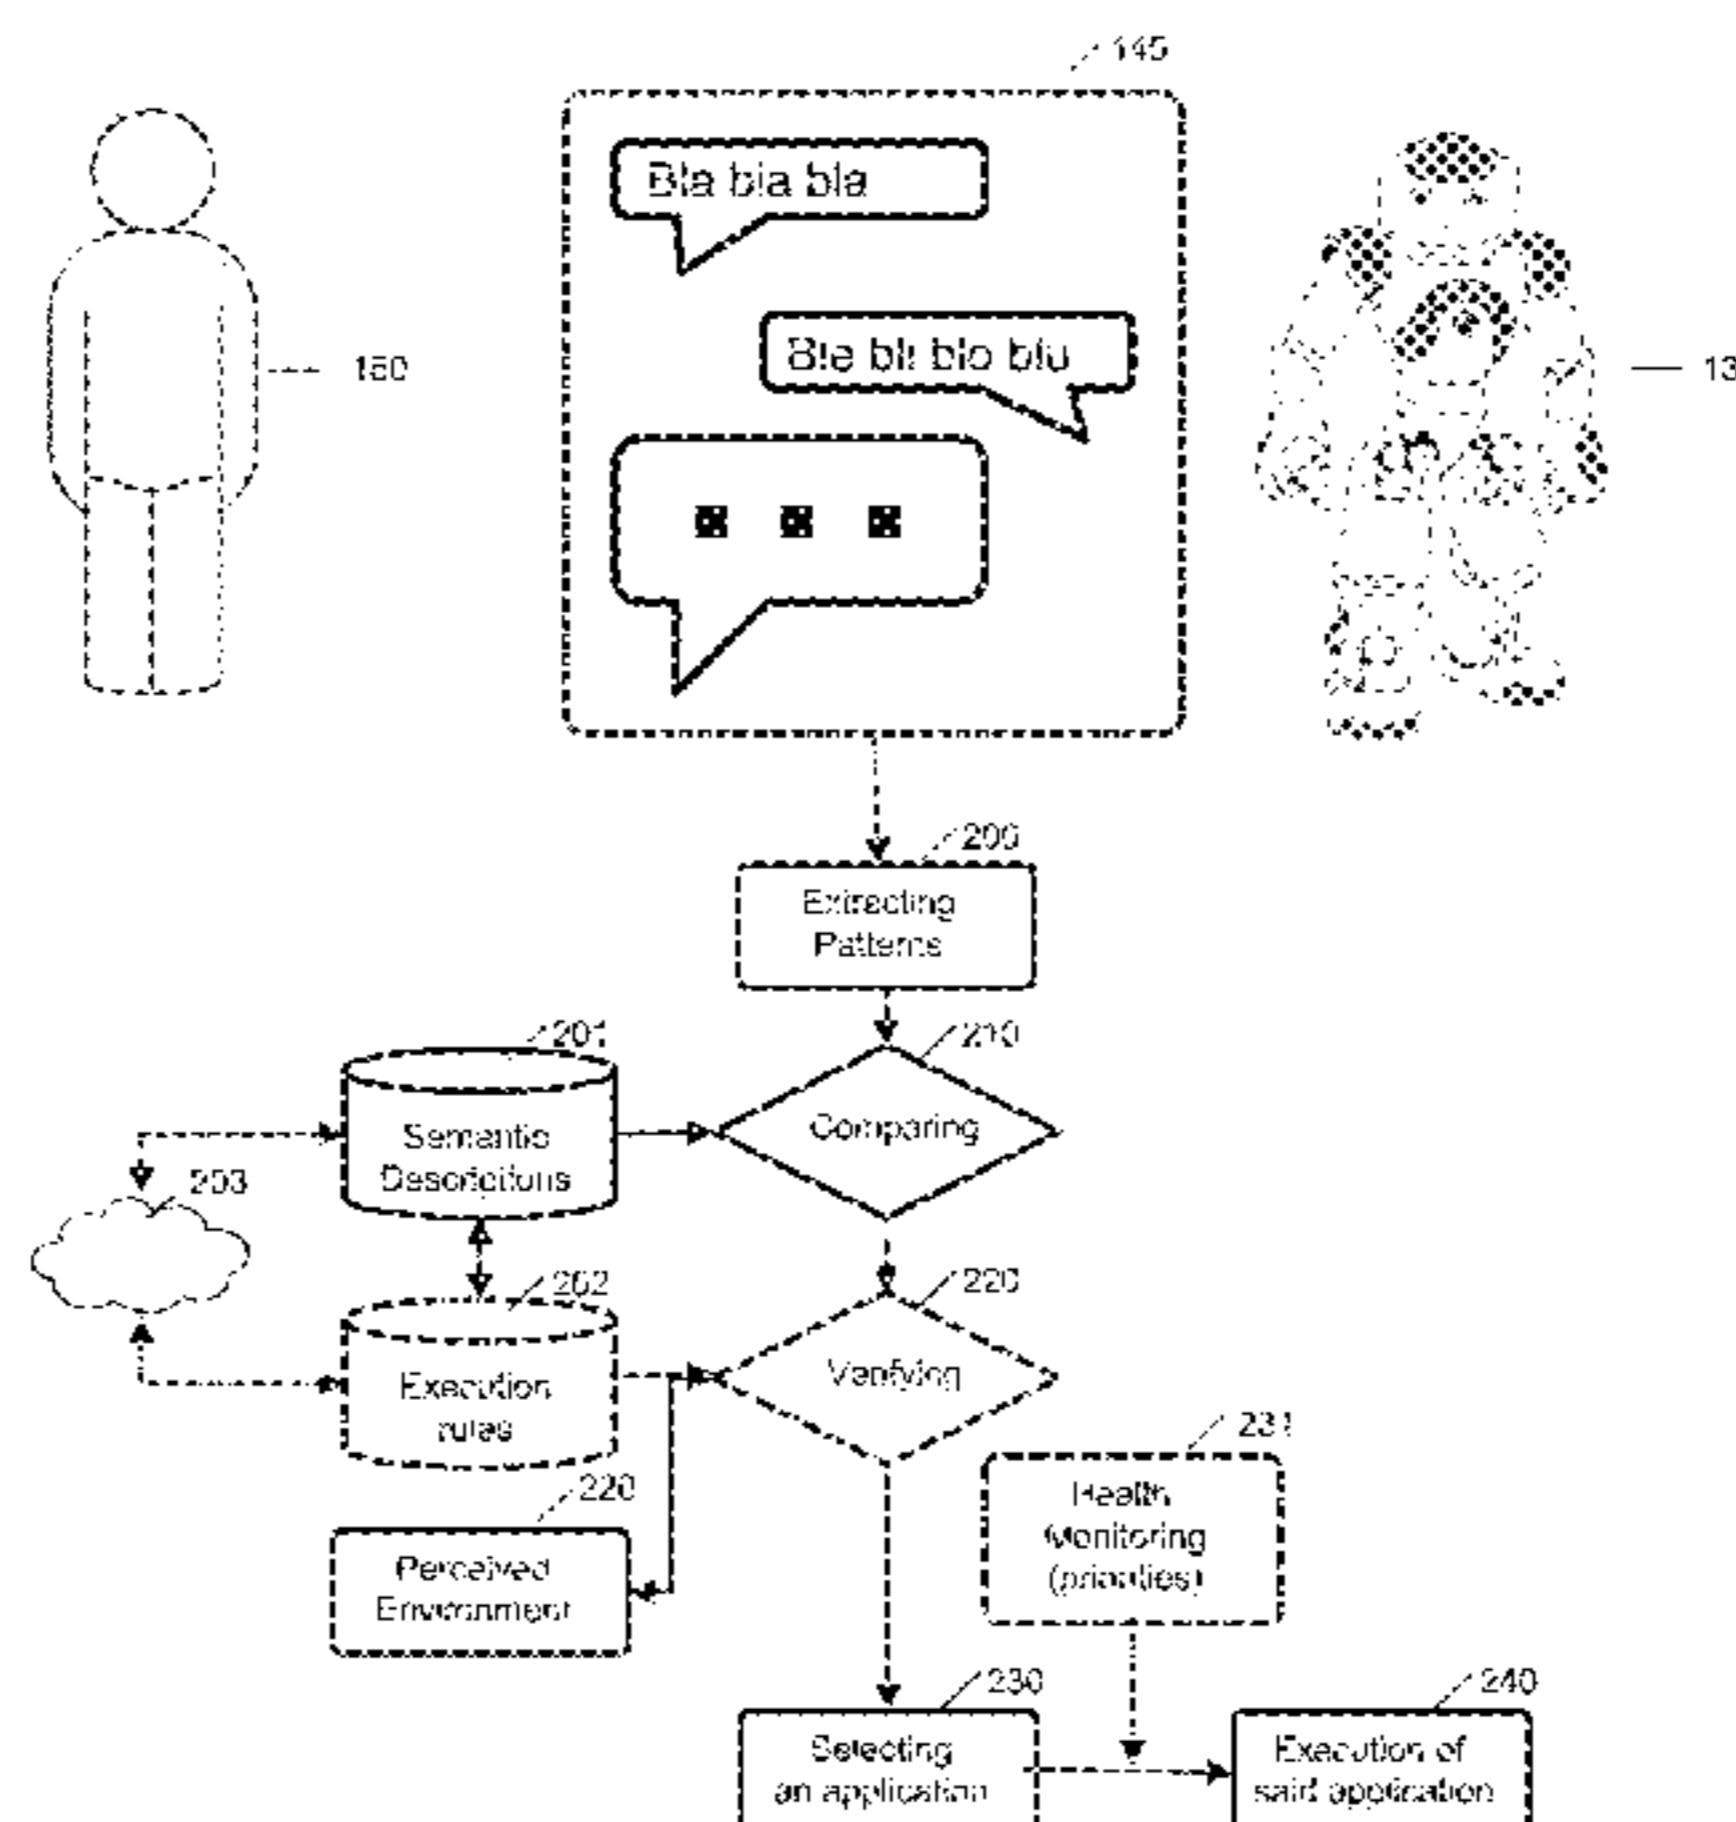 145
Bla bla bla
Ble bli blo blu
150
13
200
Extracting
Patterns
201
210
Semantic
Descriptions
Comparing
203
202
220
Execution
rules
Verifying
231
Health
Monitoring
(priorities)
220
Perceived
Environment
230
240
Selecting
an application
Execution of
said application